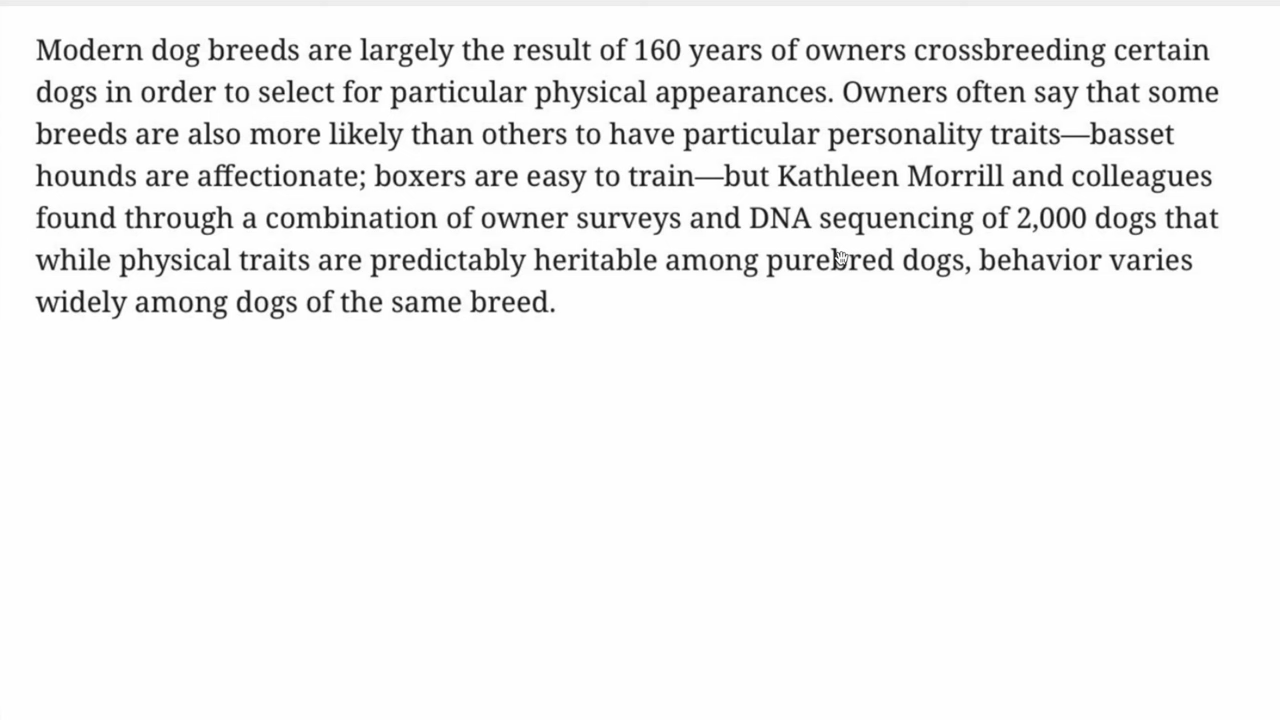 Modern dog breeds are largely the result of 160 years of owners crossbreeding certain
dogs in order to select for particular physical appearances. Owners often say that some
breeds are also more likely than others to have particular personality traits—basset
hounds are affectionate; boxers are easy to train—but Kathleen Morrill and colleagues
found through a combination of owner surveys and DNA sequencing of 2,000 dogs that
while physical traits are predictably heritable among purebred dogs, behavior varies
widely among dogs of the same breed.